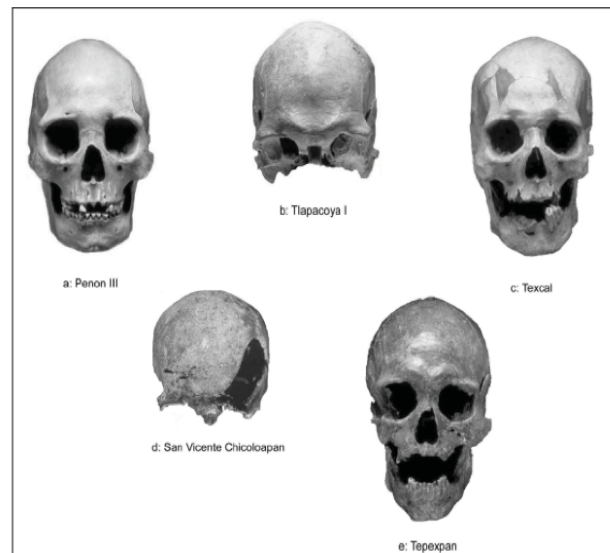 a: Penon III
b: Tlapacoya I
c: Texcal
d: San Vicente Chicoloapan
e: Tepexpan